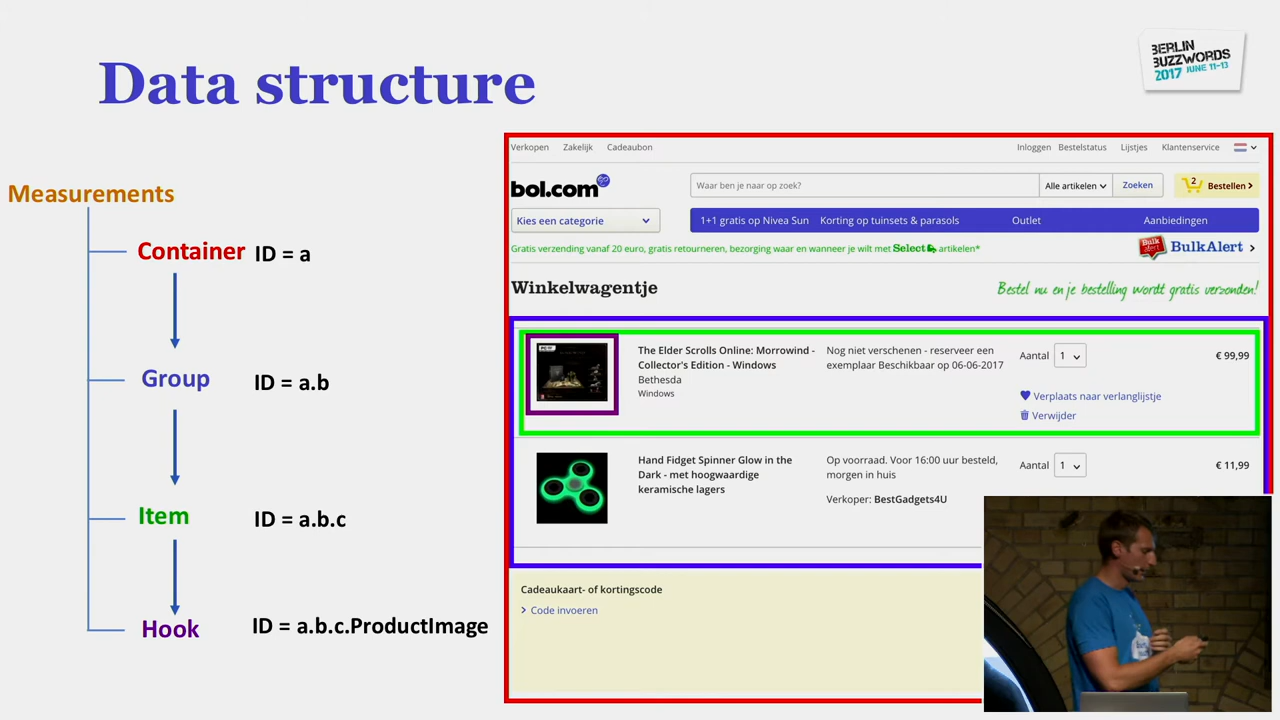 Data structure
BERLIN
BUZZWORDS
2017 JUNE 11-13
Measurements
Container ID = a
Group ID = a.b
Item ID = a.b.c
Hook ID = a.b.c.ProductImage
Verkopen Zakelijk Cadeaubon Inloggen Bestelstatus Lijstjes Klantenservice
bol.com Waar ben je naar op zoek? Alle artikelen Zoeken 2 Bestellen
Kies een categorie 1+1 gratis op Nivea Sun Korting op tuinsets & parasols Outlet Aanbiedingen
Gratis verzending vanaf 20 euro, gratis retourneren, bezorging waar en wanneer je wilt met Select artikelen* Bulk alert BulkAlert
Winkelwagentje Bestel nu en je bestelling wordt gratis verzonden!
The Elder Scrolls Online: Morrowind - Nog niet verschenen - reserveer een Aantal 1 € 99,99
Collector's Edition - Windows exemplaar Beschikbaar op 06-06-2017
Bethesda
Windows Verplaats naar verlanglijstje
Verwijder
Hand Fidget Spinner Glow in the Op voorraad. Voor 16:00 uur besteld, Aantal 1 € 11,99
Dark - met hoogwaardige morgen in huis
keramische lagers Verkoper: BestGadgets4U
Cadeaukaart- of kortingscode
Code invoeren